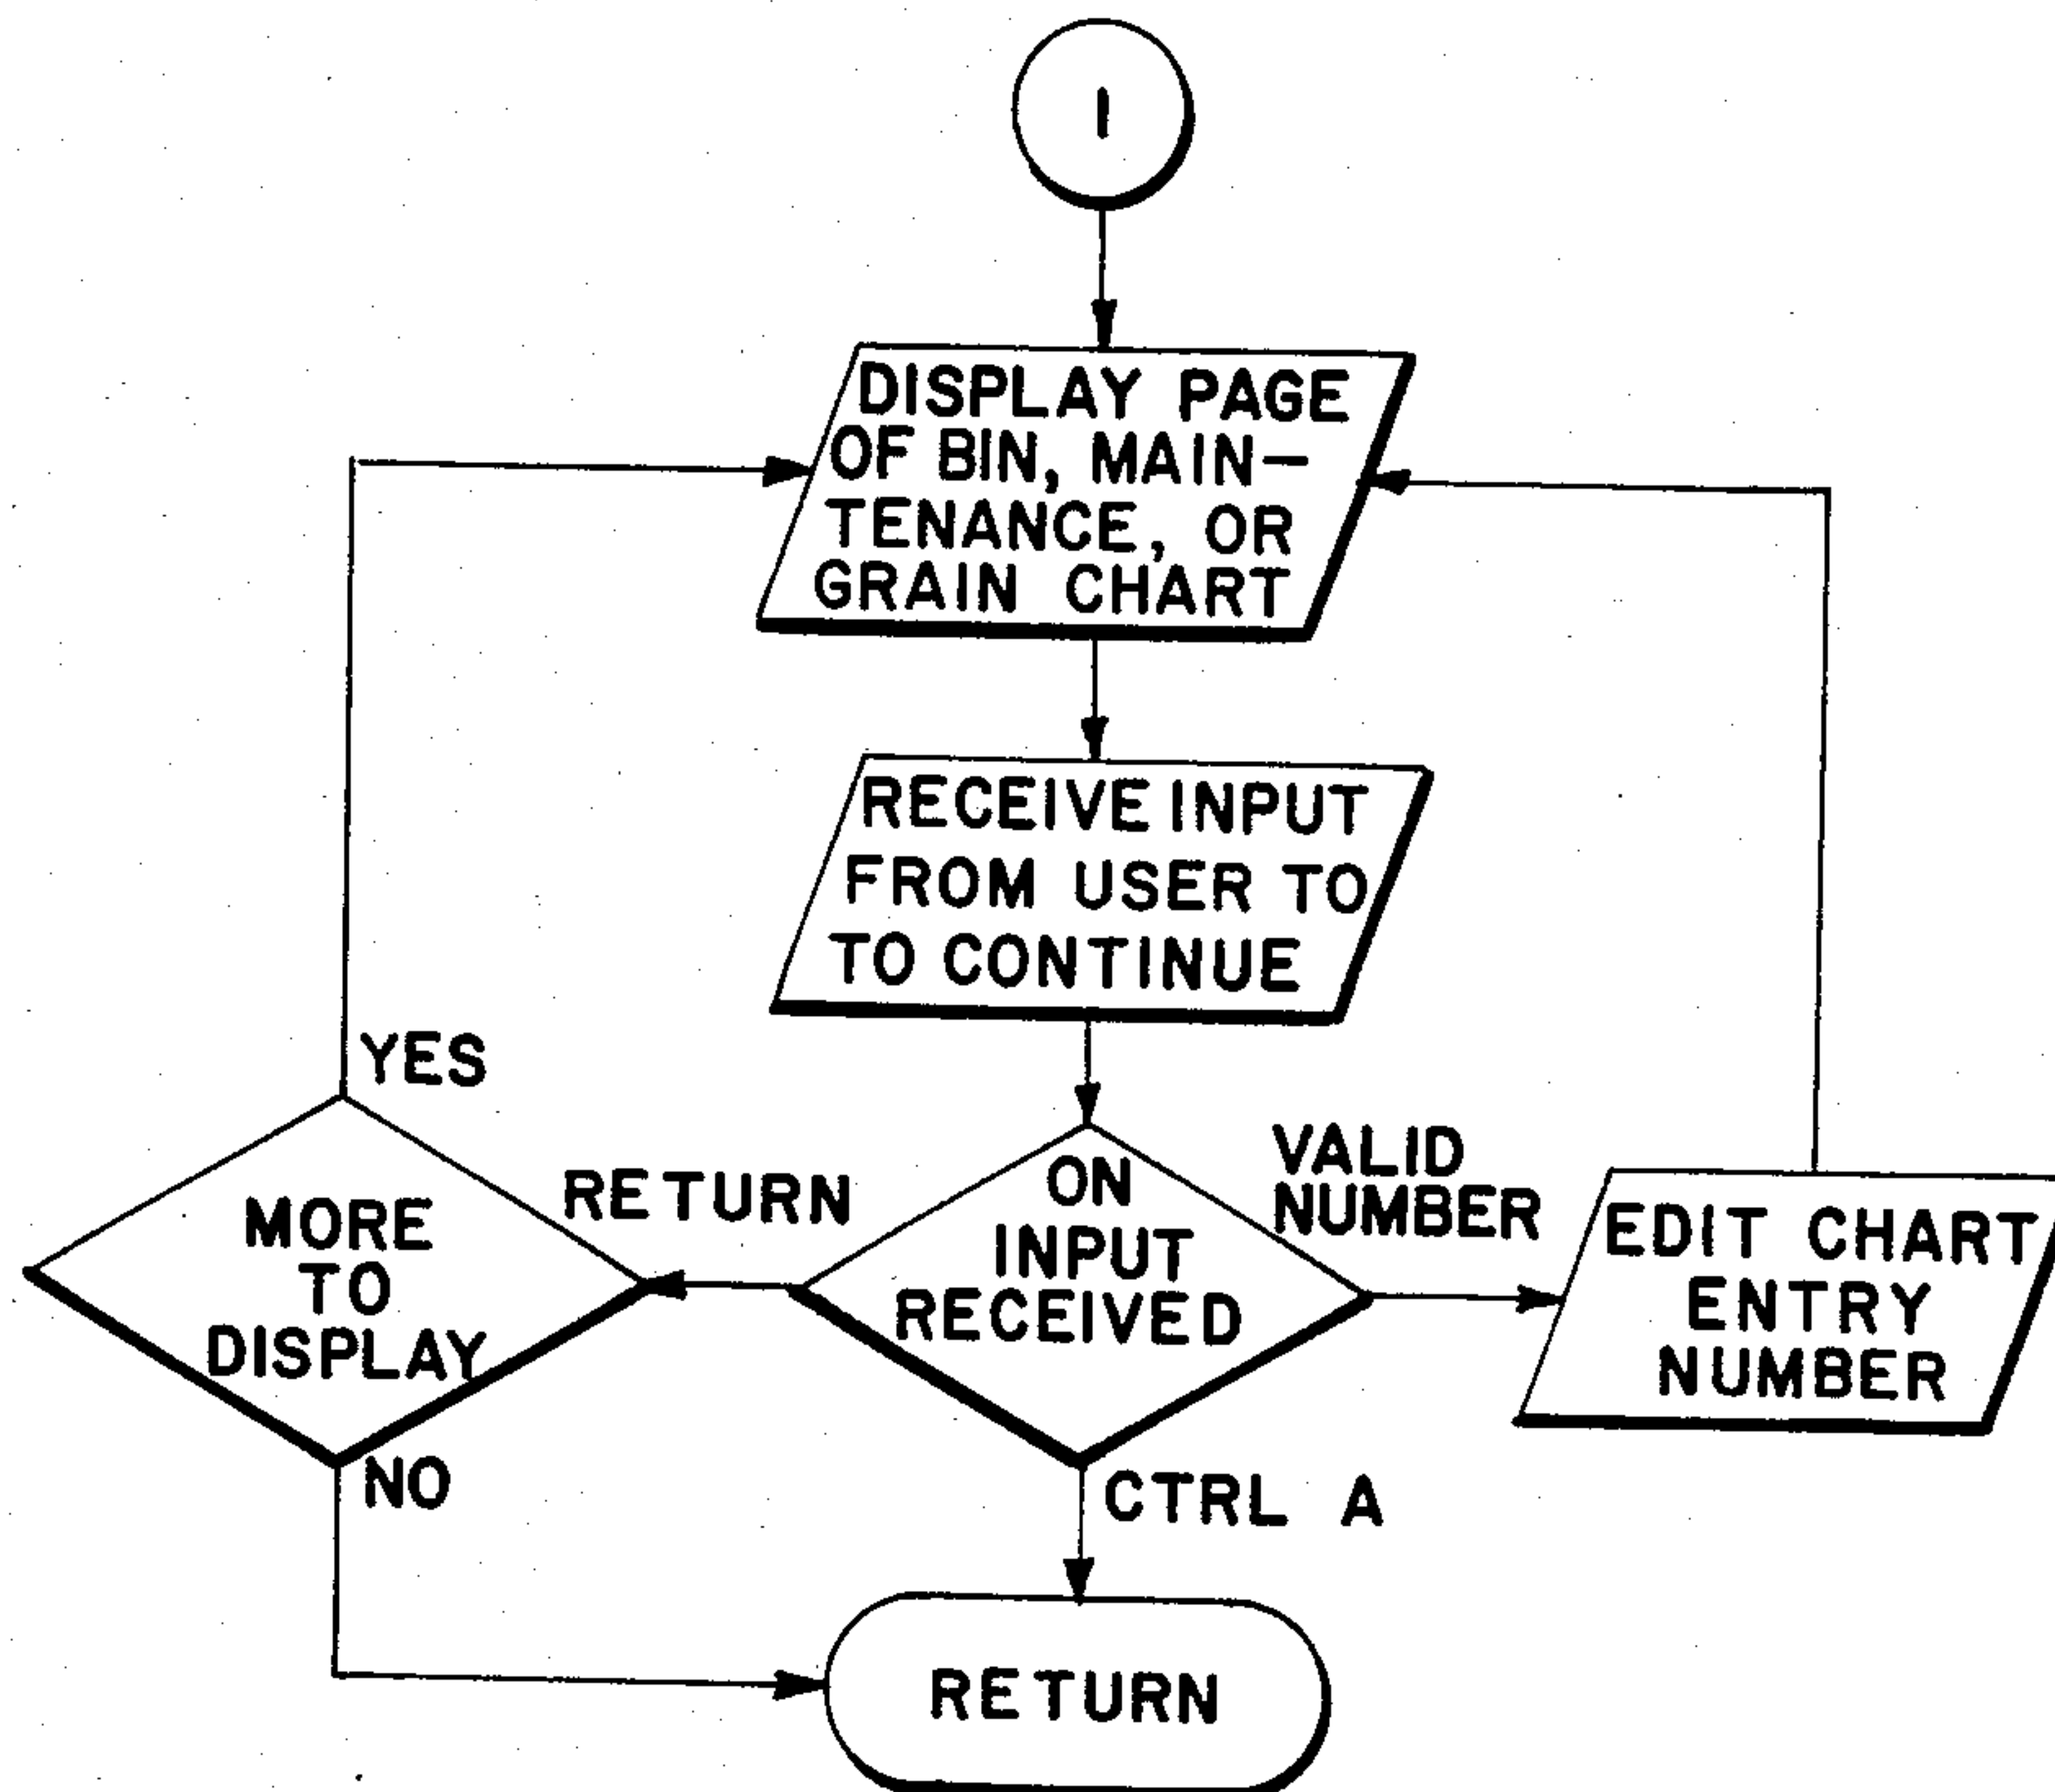 1
DISPLAY PAGE
OF BIN, MAIN-
TENANCE, OR
GRAIN CHART
RECEIVE INPUT
FROM USER TO
TO CONTINUE
YES
MORE
TO
DISPLAY
NO
RETURN
ON
INPUT
RECEIVED
VALID
NUMBER
EDIT CHART
ENTRY
NUMBER
CTRL A
RETURN